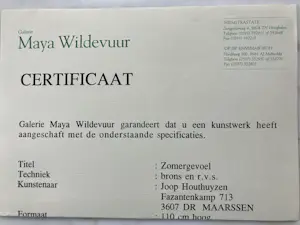 Galerie
Maya Wildevuur
CERTIFICAAT
Galerie Maya Wildevuur garandeert dat u een kunstwerk heeft
aangeschaft met de onderstaande specificaties.
Titel : Zomergevoel
Techniek : brons en r.v.s.
Kunstenaar : Joop Houthuyzen
Fazantenkamp 713
3607 DR MAARSSEN
Formaat : 110 cm hoog